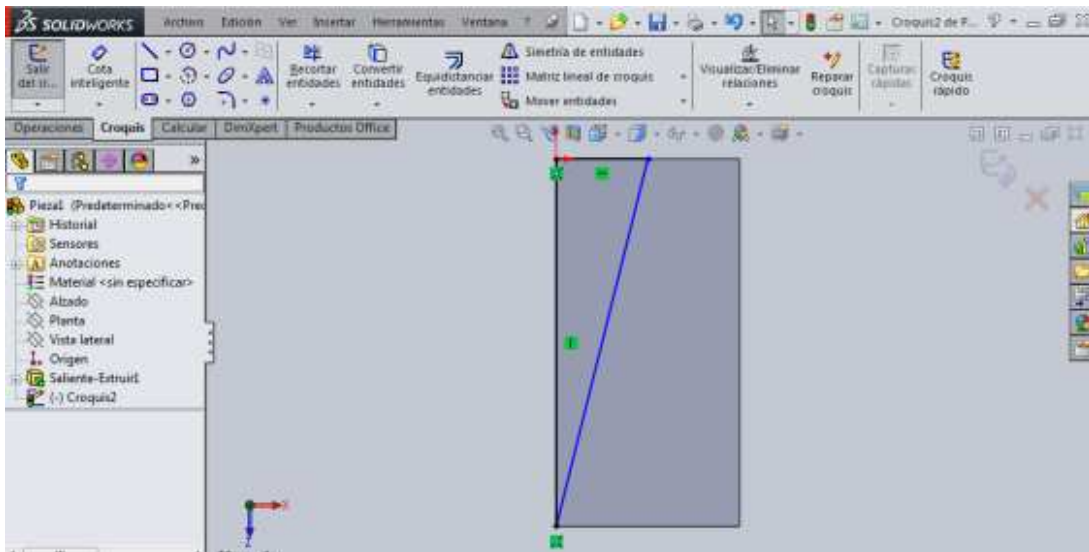 SOLIDWORKS
Archivo Edición Ver Insertar Herramientas Ventana ?
Croquis2 de P...
Salir del cr...
Cota inteligente
Recortar entidades
Convertir entidades
Equidistanciar entidades
Simetría de entidades
Matriz lineal de croquis
Mover entidades
Visualizar/Eliminar relaciones
Reparar croquis
Capturas rápidas
Croquis rápido
Operaciones Croquis Calcular DimXpert Productos Office
»
Pieza1 (Predeterminado<<Pre
Historial
Sensores
Anotaciones
Material <sin especificar>
Alzado
Planta
Vista lateral
Origen
Saliente-Extruir1
(-) Croquis2
X
Z